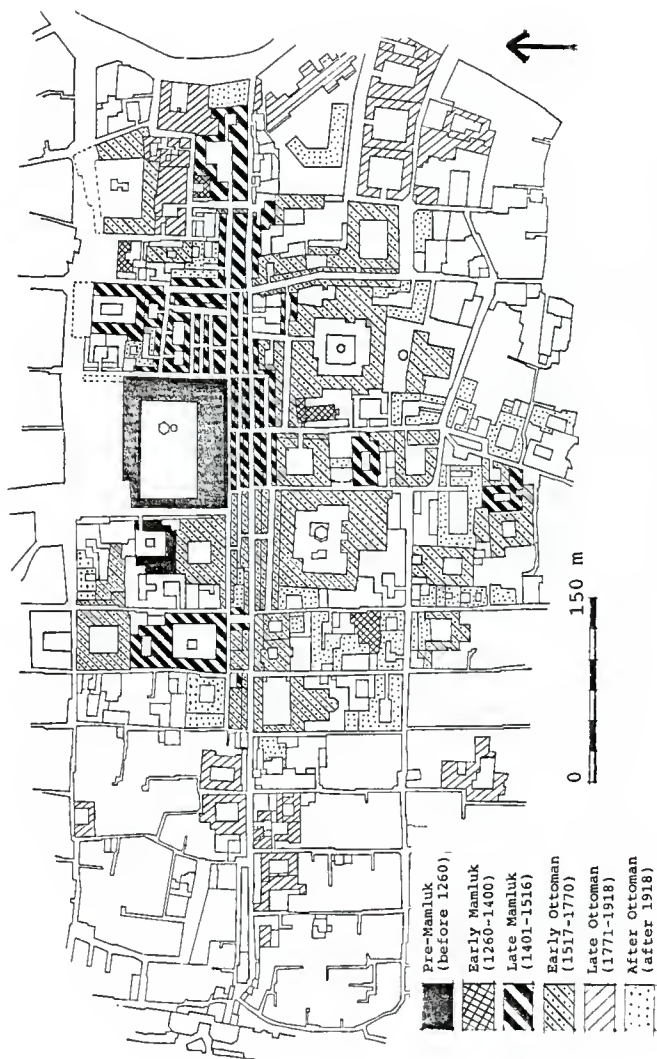 0 150 m
Pre-Mamluk
(before 1260)
Early Mamluk
(1260-1400)
Late Mamluk
(1401-1516)
Early Ottoman
(1517-1770)
Late Ottoman
(1771-1918)
After Ottoman
(after 1918)